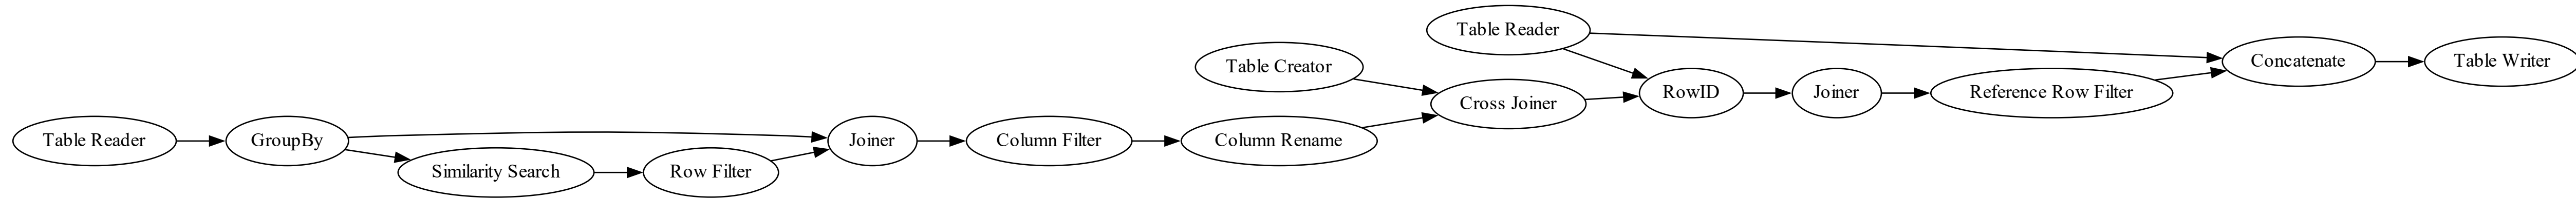 Table Reader
GroupBy
Similarity Search
Row Filter
Joiner
Column Filter
Table Creator
Column Rename
Table Reader
Cross Joiner
RowID
Joiner
Reference Row Filter
Concatenate
Table Writer